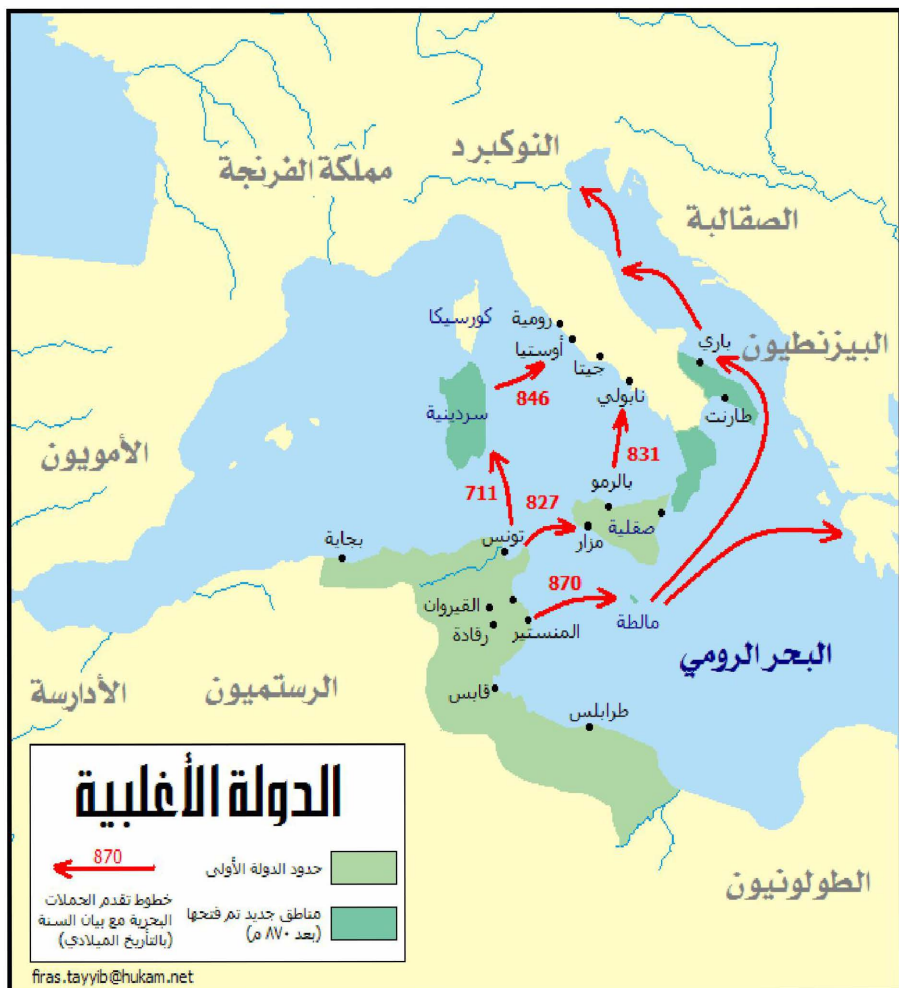 النوكبرد
مملكة الفرنجة
الصقالبة
كورسيكا
رومية
أوستيا
جيتا
باري
البيزنطيون
846
نابولي
طارنت
سردينية
الأمويون
831
بالرمو
711
827
صقلية
مزار
تونس
بجاية
870
القيروان
رقادة
المنستير
مالطة
البحر الرومي
الرستميون
الأدارسة
قابس
طرابلس
الطولونيون
الدولة الأغلبية
حدود الدولة الأولى
870
خطوط تقدم الحملات
البحرية مع بيان السنة
(بالتأريخ الميلادي)
مناطق جديد تم فتحها
(بعد ٨٧٠ م)
firas.tayyib@hukam.net